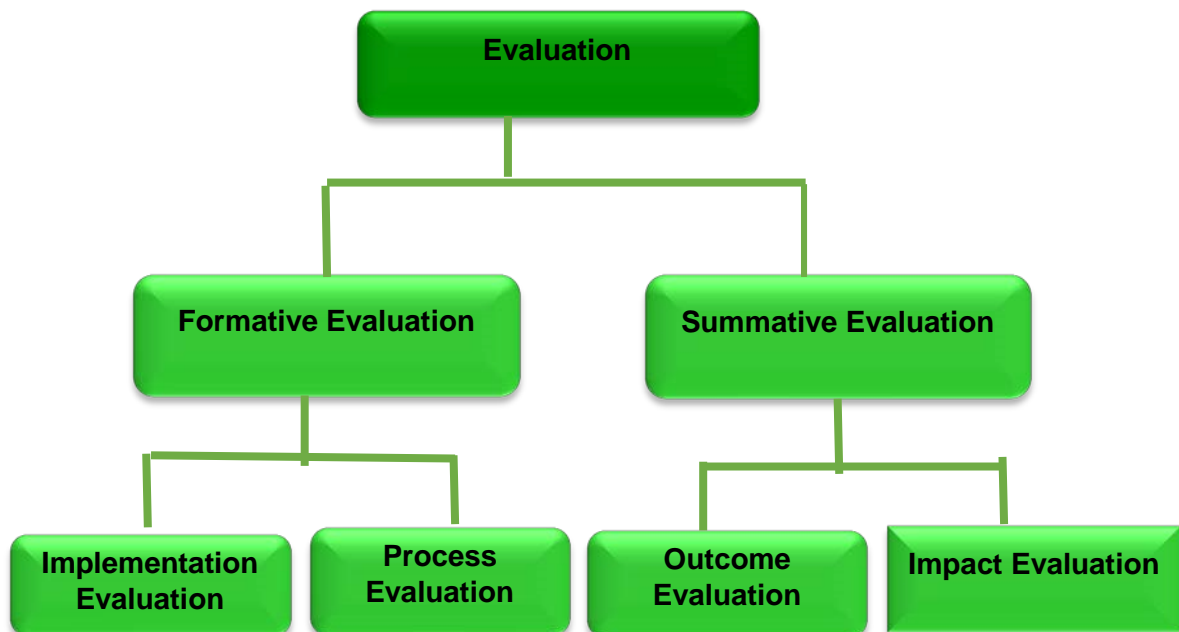 Evaluation
Formative Evaluation
Summative Evaluation
Implementation
Evaluation
Process
Evaluation
Outcome
Evaluation
Impact Evaluation